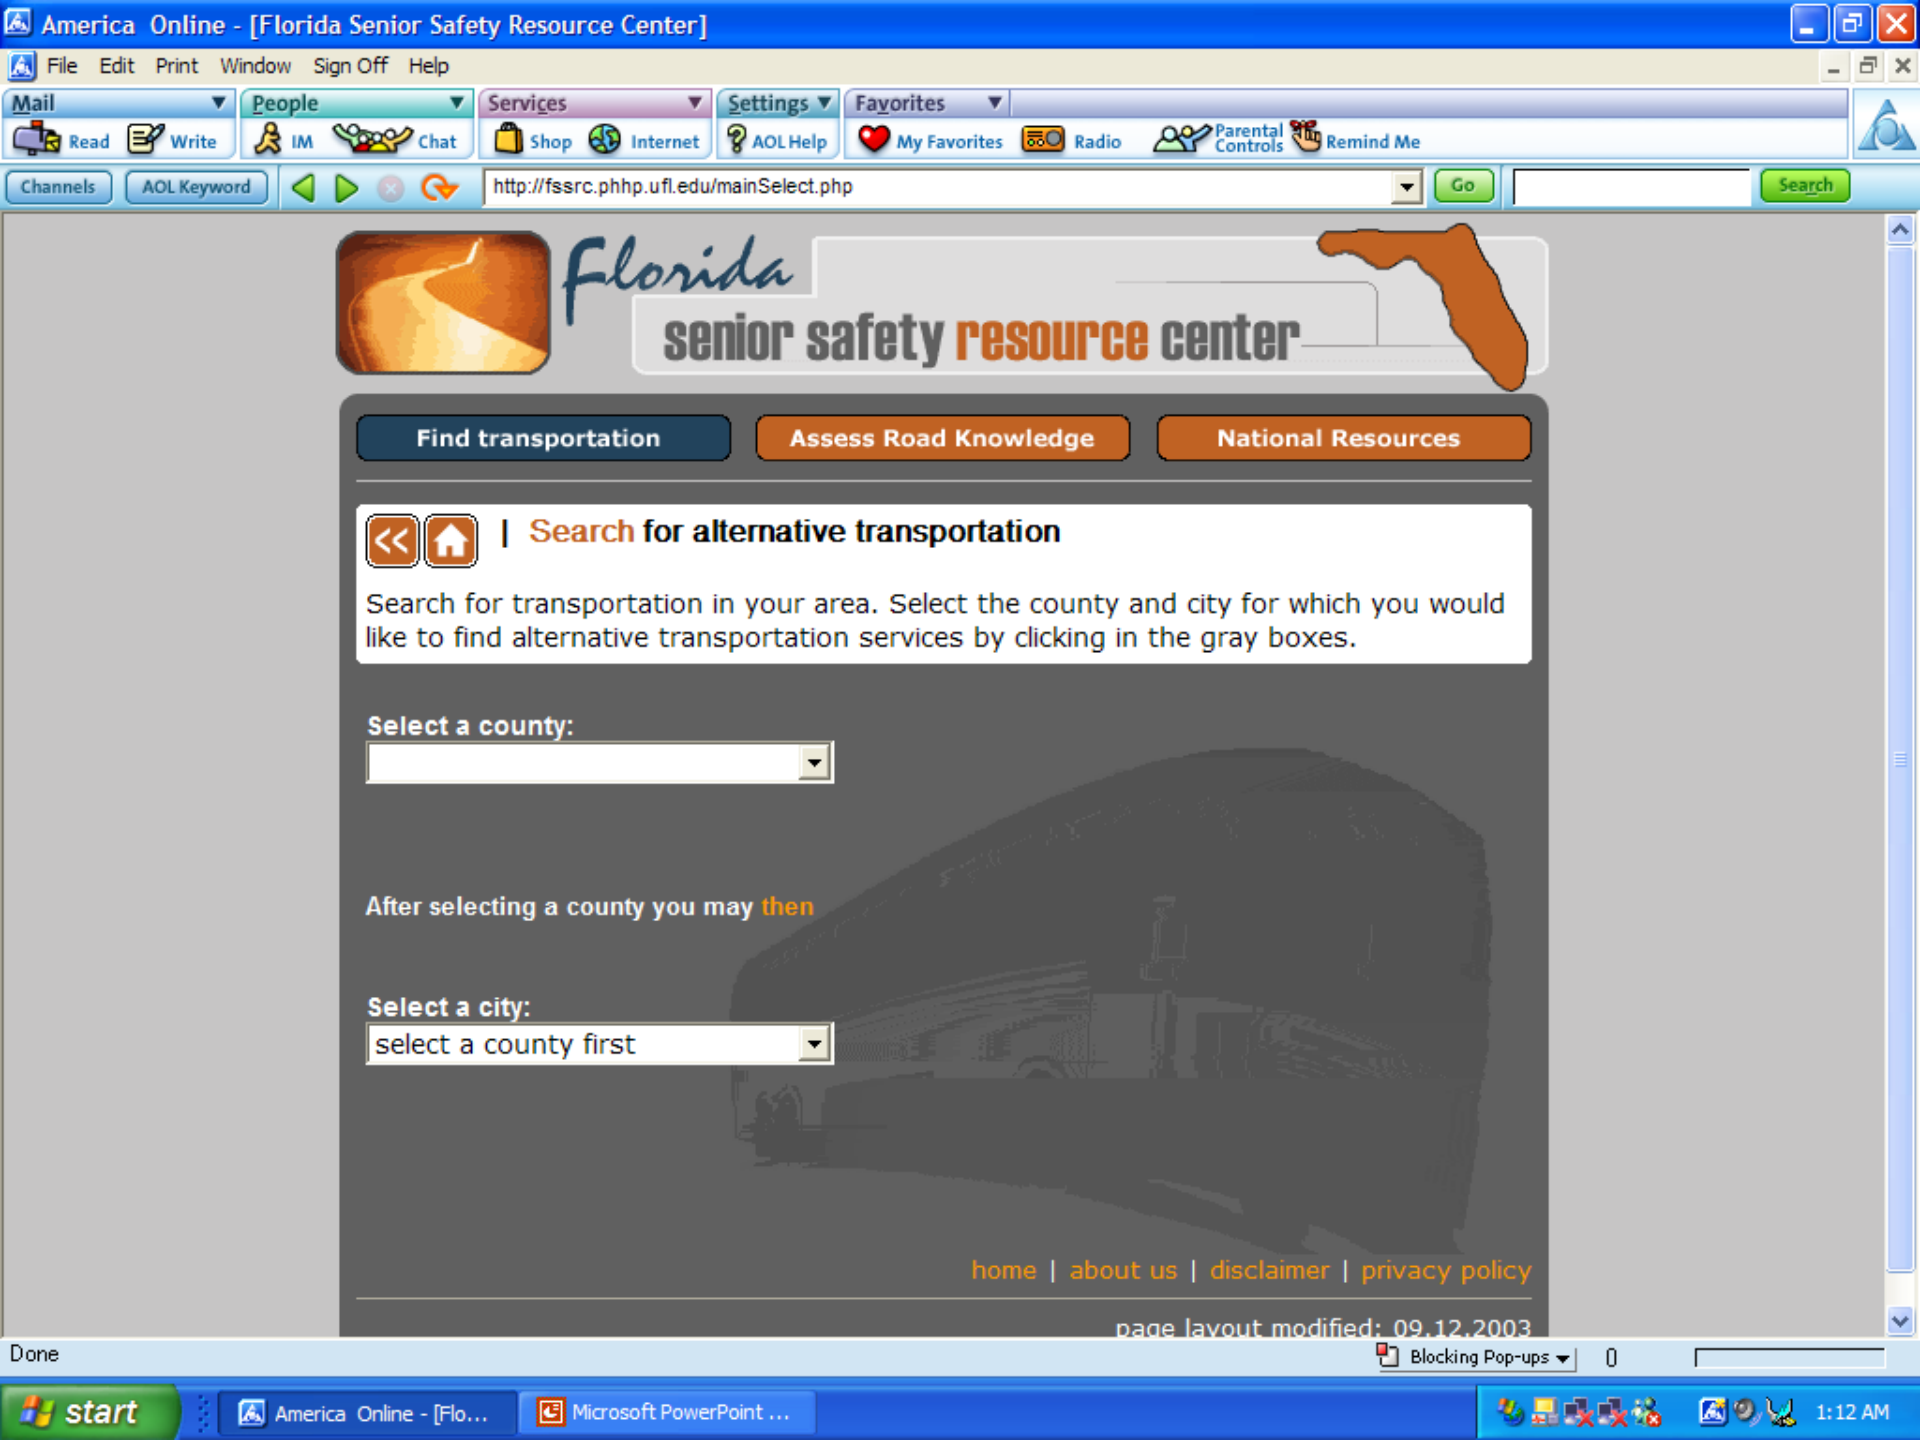 America Online - [Florida Senior Safety Resource Center]
File Edit Print Window Sign Off Help
Mail People Services Settings Favorites
Read Write IM Chat Shop Internet AOL Help My Favorites Radio Parental Controls Remind Me
Channels AOL Keyword http://fssrc.phhp.ufl.edu/mainSelect.php Go Search
Florida
senior safety resource center
Find transportation Assess Road Knowledge National Resources
<< | Search for alternative transportation
Search for transportation in your area. Select the county and city for which you would
like to find alternative transportation services by clicking in the gray boxes.
Select a county:
After selecting a county you may then
Select a city:
select a county first
home | about us | disclaimer | privacy policy
page layout modified: 09.12.2003
Done Blocking Pop-ups 0
start America Online - [Flo... Microsoft PowerPoint ... 1:12 AM